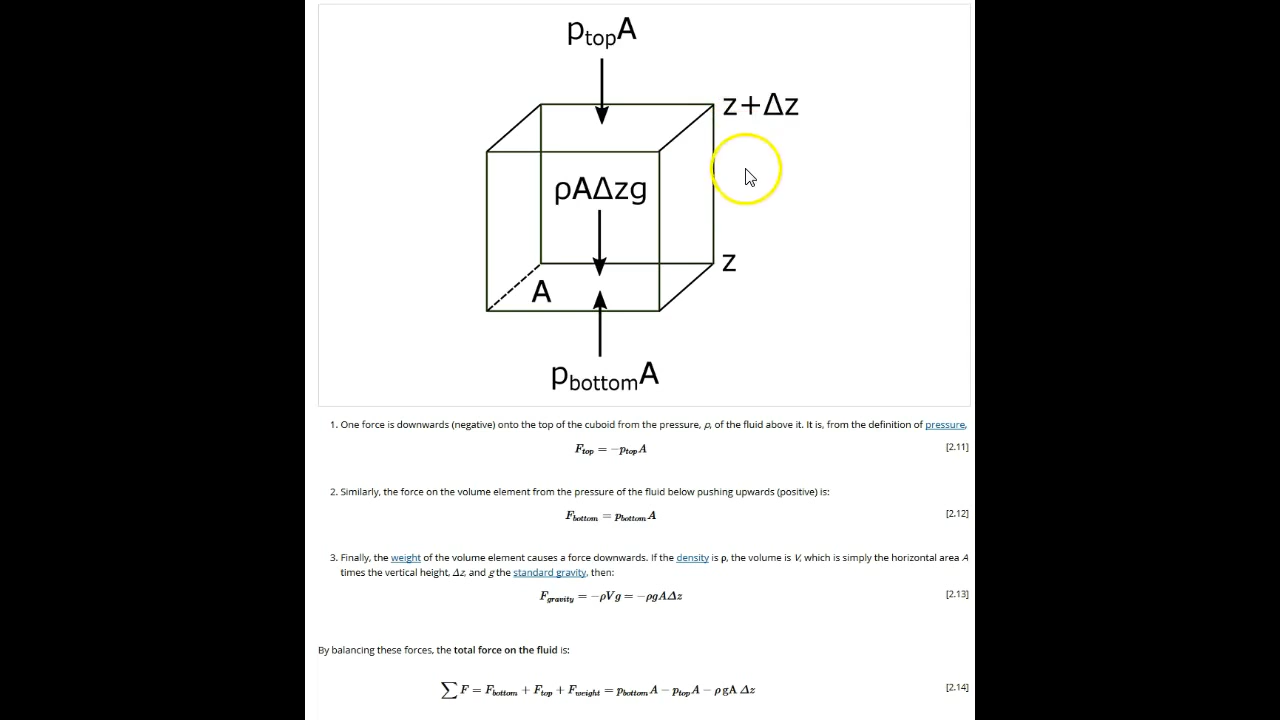 p_top A
z+Δz
ρAΔzg
z
A
p_bottom A
1. One force is downwards (negative) onto the top of the cuboid from the pressure, p, of the fluid above it. It is, from the definition of pressure,
F_top = −p_top A [2.11]
2. Similarly, the force on the volume element from the pressure of the fluid below pushing upwards (positive) is:
F_bottom = p_bottom A [2.12]
3. Finally, the weight of the volume element causes a force downwards. If the density is ρ, the volume is V, which is simply the horizontal area A
times the vertical height, Δz, and g the standard gravity, then:
F_gravity = −ρVg = −ρgAΔz [2.13]
By balancing these forces, the total force on the fluid is:
∑ F = F_bottom + F_top + F_weight = p_bottom A − p_top A − ρ gA Δz [2.14]